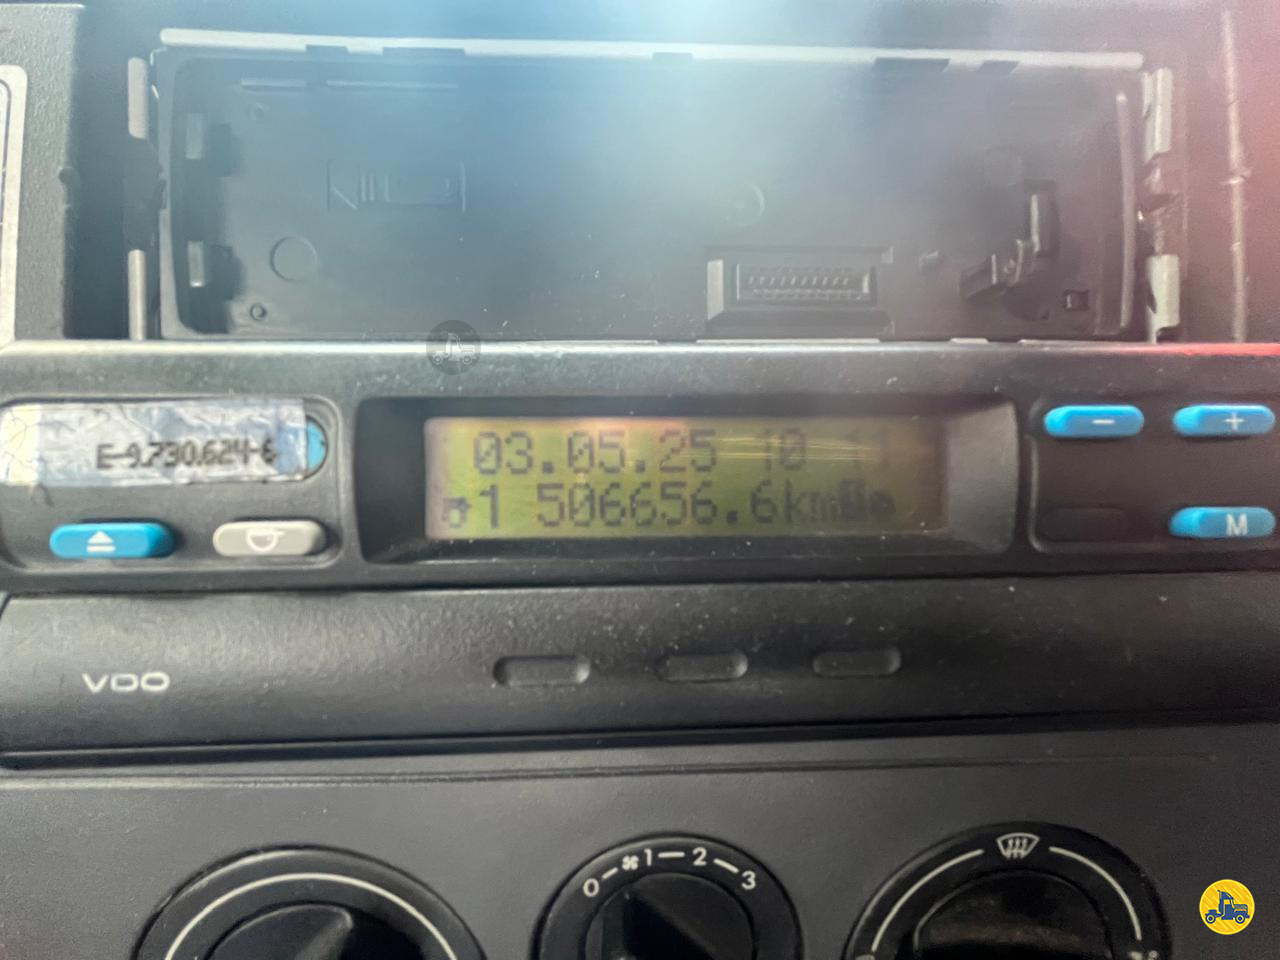 E-9.730.624-6
03.05.25 10
1 506656.6km
- +
M
VDO
0 1 2 3